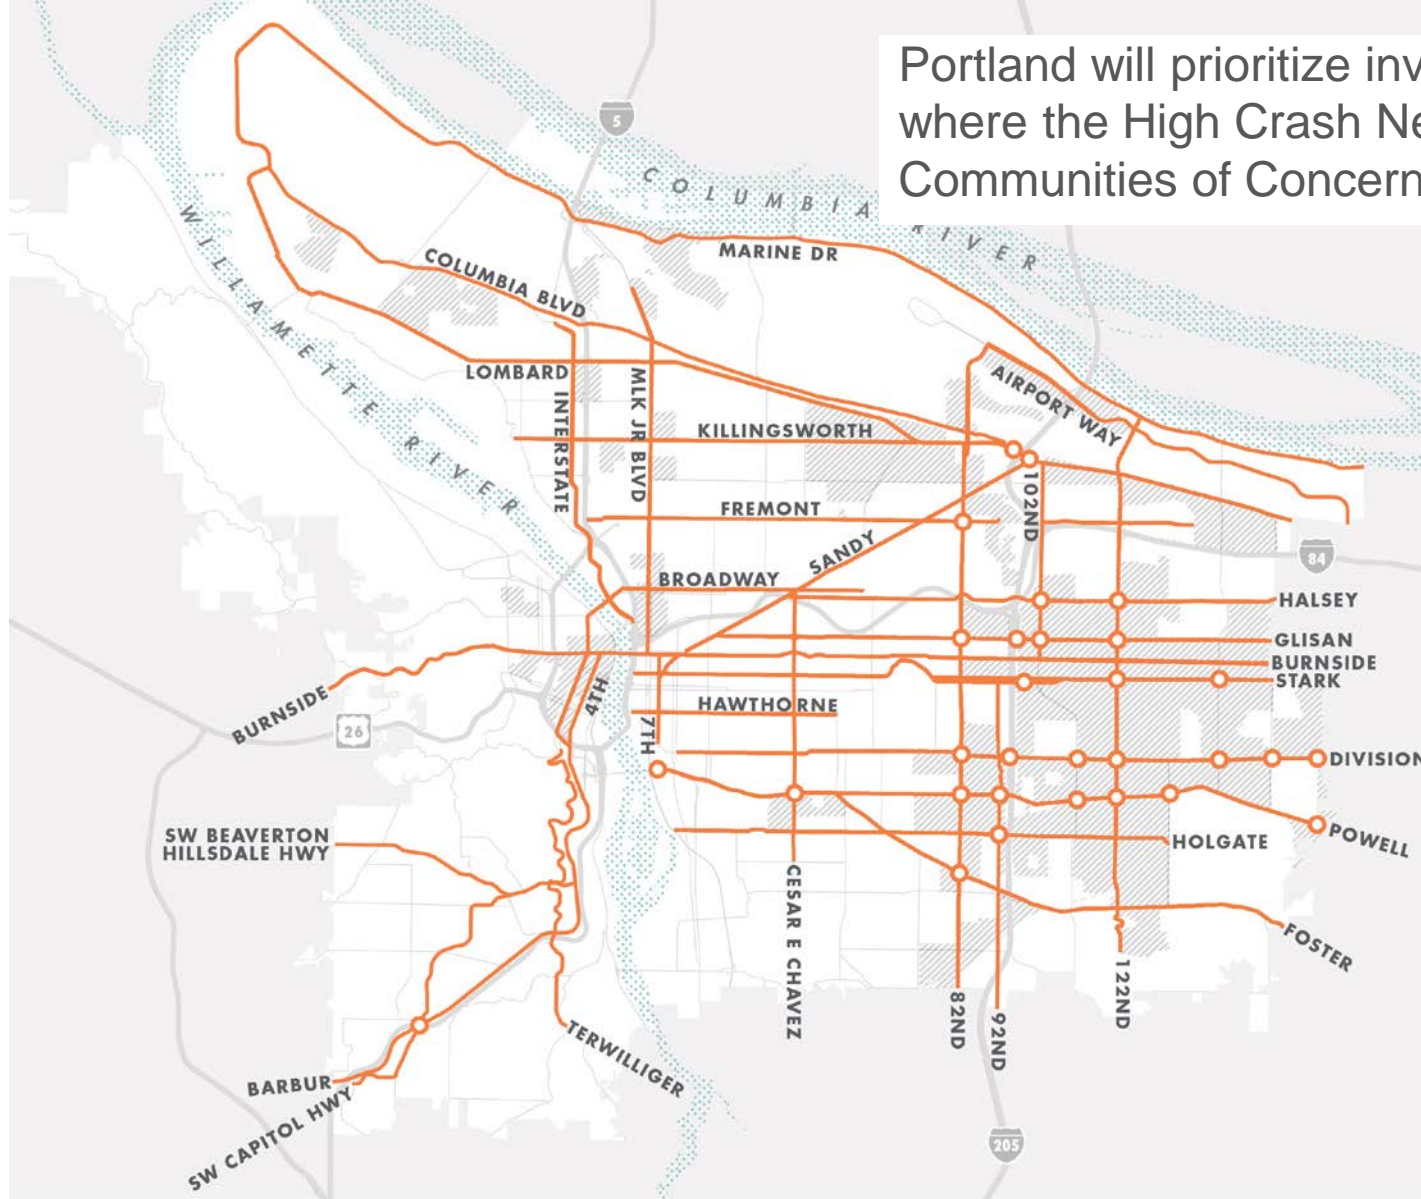 Portland will prioritize inv
where the High Crash Ne
Communities of Concern
5
COLUMBIA RIVER
MARINE DR
WILLAMETTE RIVER
COLUMBIA BLVD
LOMBARD
INTERSTATE
MLK JR BLVD
AIRPORT WAY
KILLINGSWORTH
102ND
FREMONT
SANDY
84
BROADWAY
HALSEY
GLISAN
BURNSIDE
STARK
BURNSIDE
4TH
HAWTHORNE
7TH
26
DIVISION
SW BEAVERTON
HILLSDALE HWY
POWELL
HOLGATE
CESAR E CHAVEZ
FOSTER
82ND
92ND
122ND
TERWILLIGER
BARBUR
SW CAPITOL HWY
205